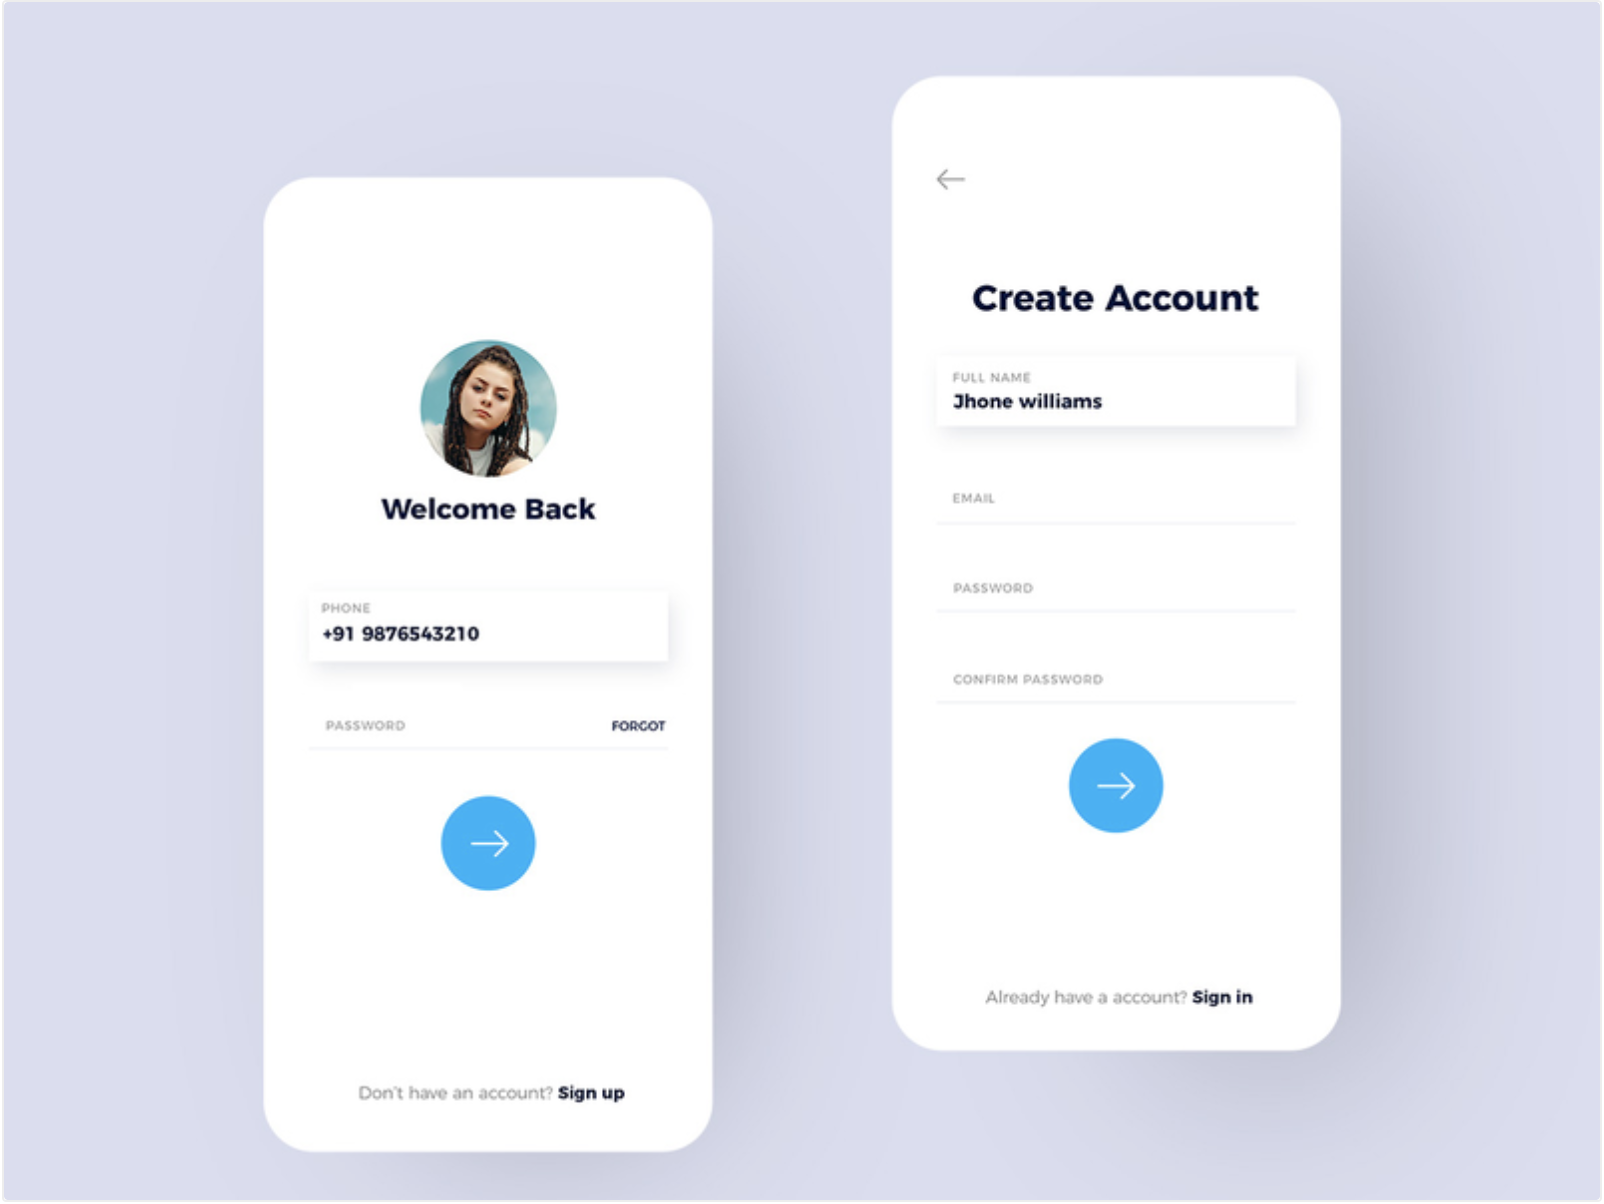 Welcome Back
PHONE
+91 9876543210
PASSWORD
FORGOT
Don't have an account? Sign up
Create Account
FULL NAME
Jhone williams
EMAIL
PASSWORD
CONFIRM PASSWORD
Already have a account? Sign in